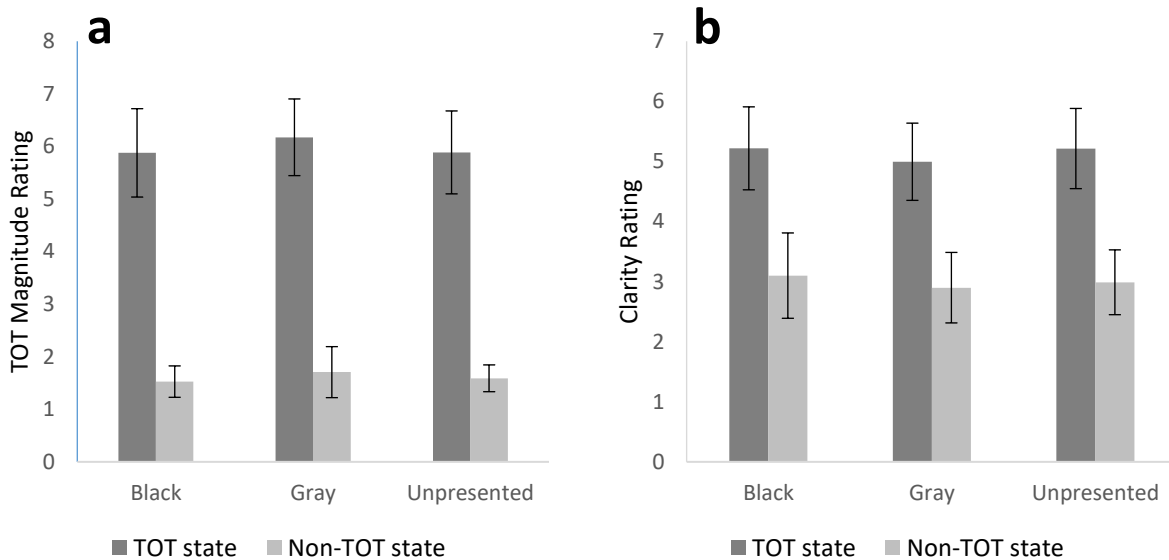 a
8
7
6
5
4
3
2
1
0
TOT Magnitude Rating
Black Gray Unpresented
TOT state Non-TOT state
b
7
6
5
4
3
2
1
0
Clarity Rating
Black Gray Unpresented
TOT state Non-TOT state